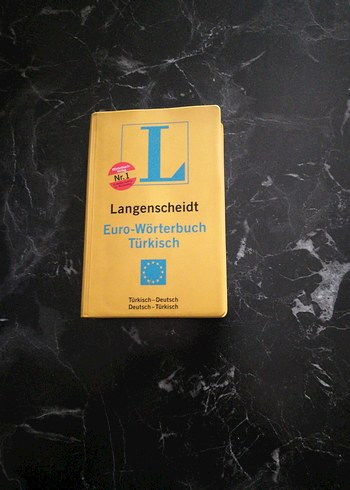 L
Nr. 1
Langenscheidt
Euro-Wörterbuch
Türkisch
Türkisch–Deutsch
Deutsch–Türkisch